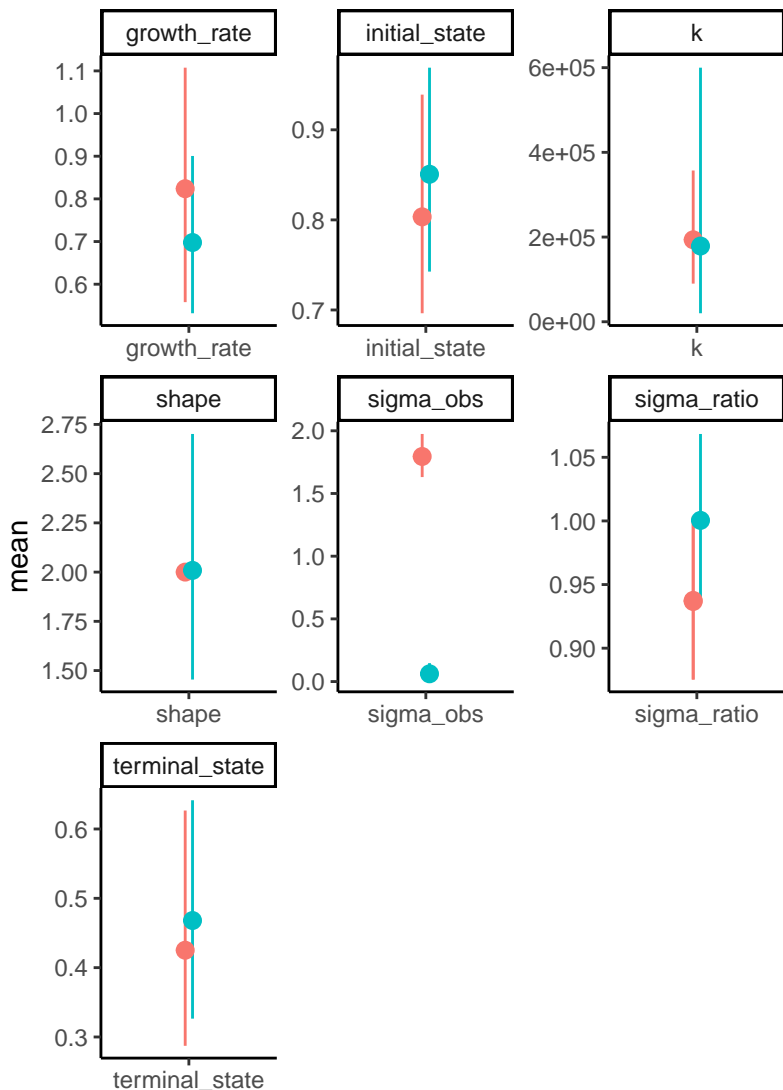 growth_rate
initial_state
k
1.1
1.0
0.9
0.8
0.7
0.6
0.9
0.8
0.7
6e+05
4e+05
2e+05
0e+00
growth_rate
initial_state
k
shape
sigma_obs
sigma_ratio
mean
2.75
2.50
2.25
2.00
1.75
1.50
2.0
1.5
1.0
0.5
0.0
1.05
1.00
0.95
0.90
shape
sigma_obs
sigma_ratio
terminal_state
0.6
0.5
0.4
0.3
terminal_state